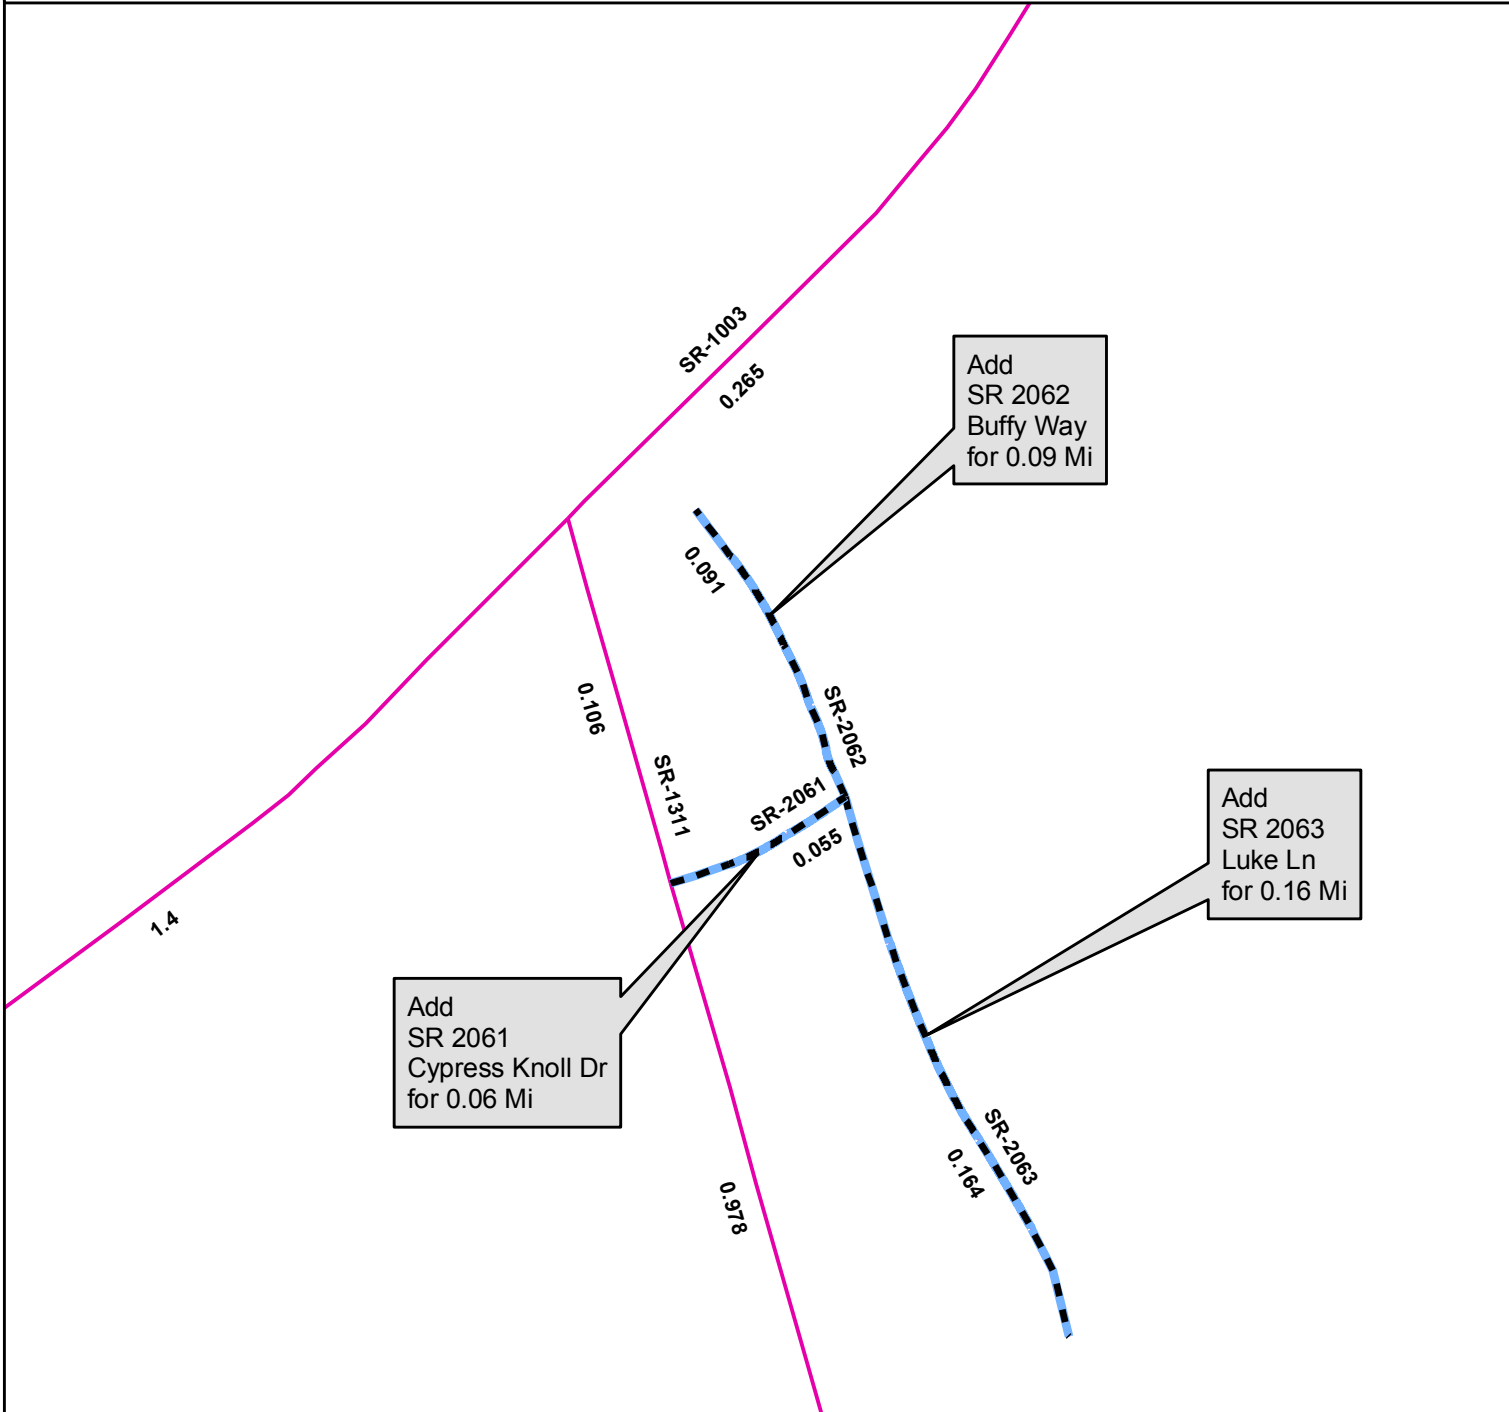 SR-1003
0.265
Add
SR 2062
Buffy Way
for 0.09 Mi
0.091
0.106
SR-2062
SR-1311
SR-2061
0.055
Add
SR 2063
Luke Ln
for 0.16 Mi
1.4
Add
SR 2061
Cypress Knoll Dr
for 0.06 Mi
SR-2063
0.164
0.978